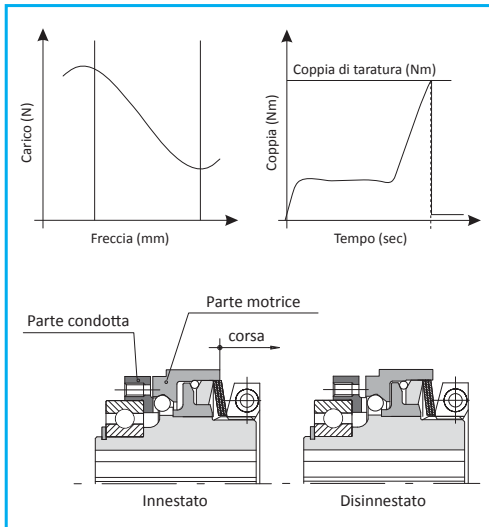 Carico (N)
Freccia (mm)
Coppia di taratura (Nm)
Coppia (Nm)
Tempo (sec)
Parte motrice
Parte condotta
corsa
Innestato
Disinnestato